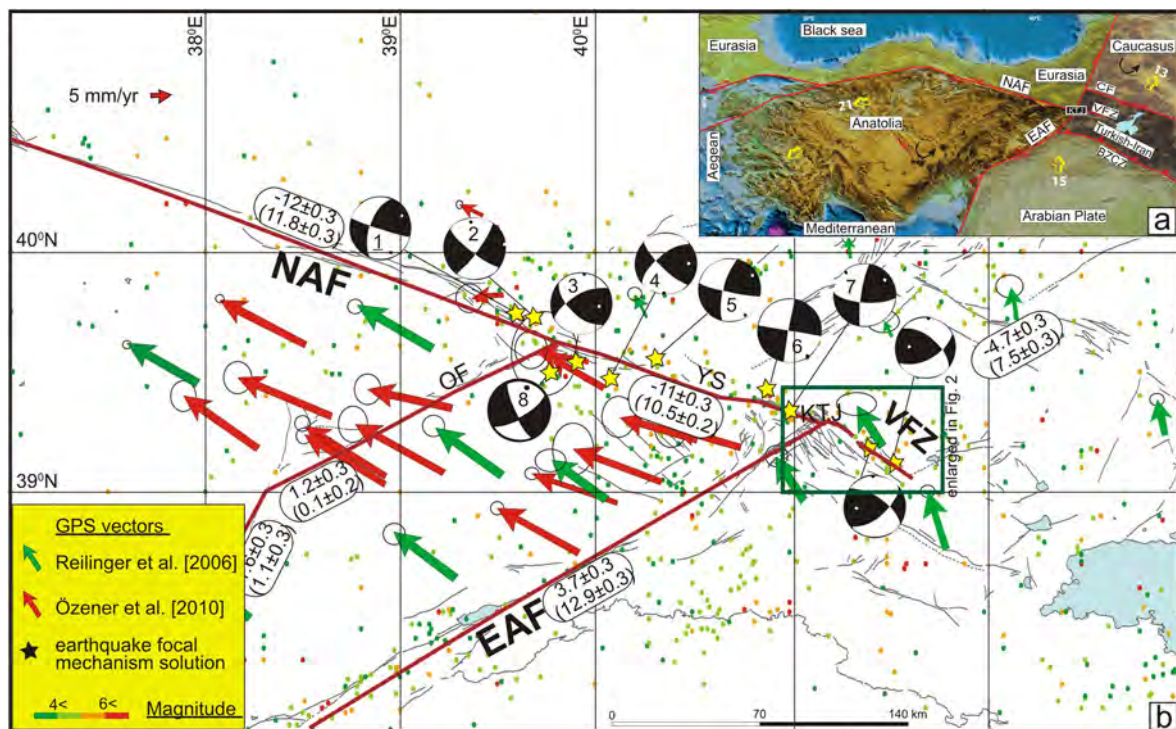 38°E
39°E
40°E
5 mm/yr
40⁰N
39⁰N
-12±0.3
(11.8±0.3)
NAF
1
2
3
4
5
6
7
8
OF
YS
-11±0.3
(10.5±0.2)
KTJ
VFZ
enlarged in Fig. 2
-4.7±0.3
(7.5±0.3)
1.2±0.3
(0.1±0.2)
.6±0.3
(1.1±0.3)
3.7±0.3
(12.9±0.3)
EAF
Black sea
Eurasia
Eurasia
Caucasus
13
NAF
CF
KTJ
VFZ
21
Anatolia
EAF
Turkish-Iran
BZCZ
Aegean
15
Arabian Plate
Mediterranean
a
GPS vectors
Reilinger et al. [2006]
Özener et al. [2010]
earthquake focal
mechanism solution
4< 6<
Magnitude
0 70 140 km
b